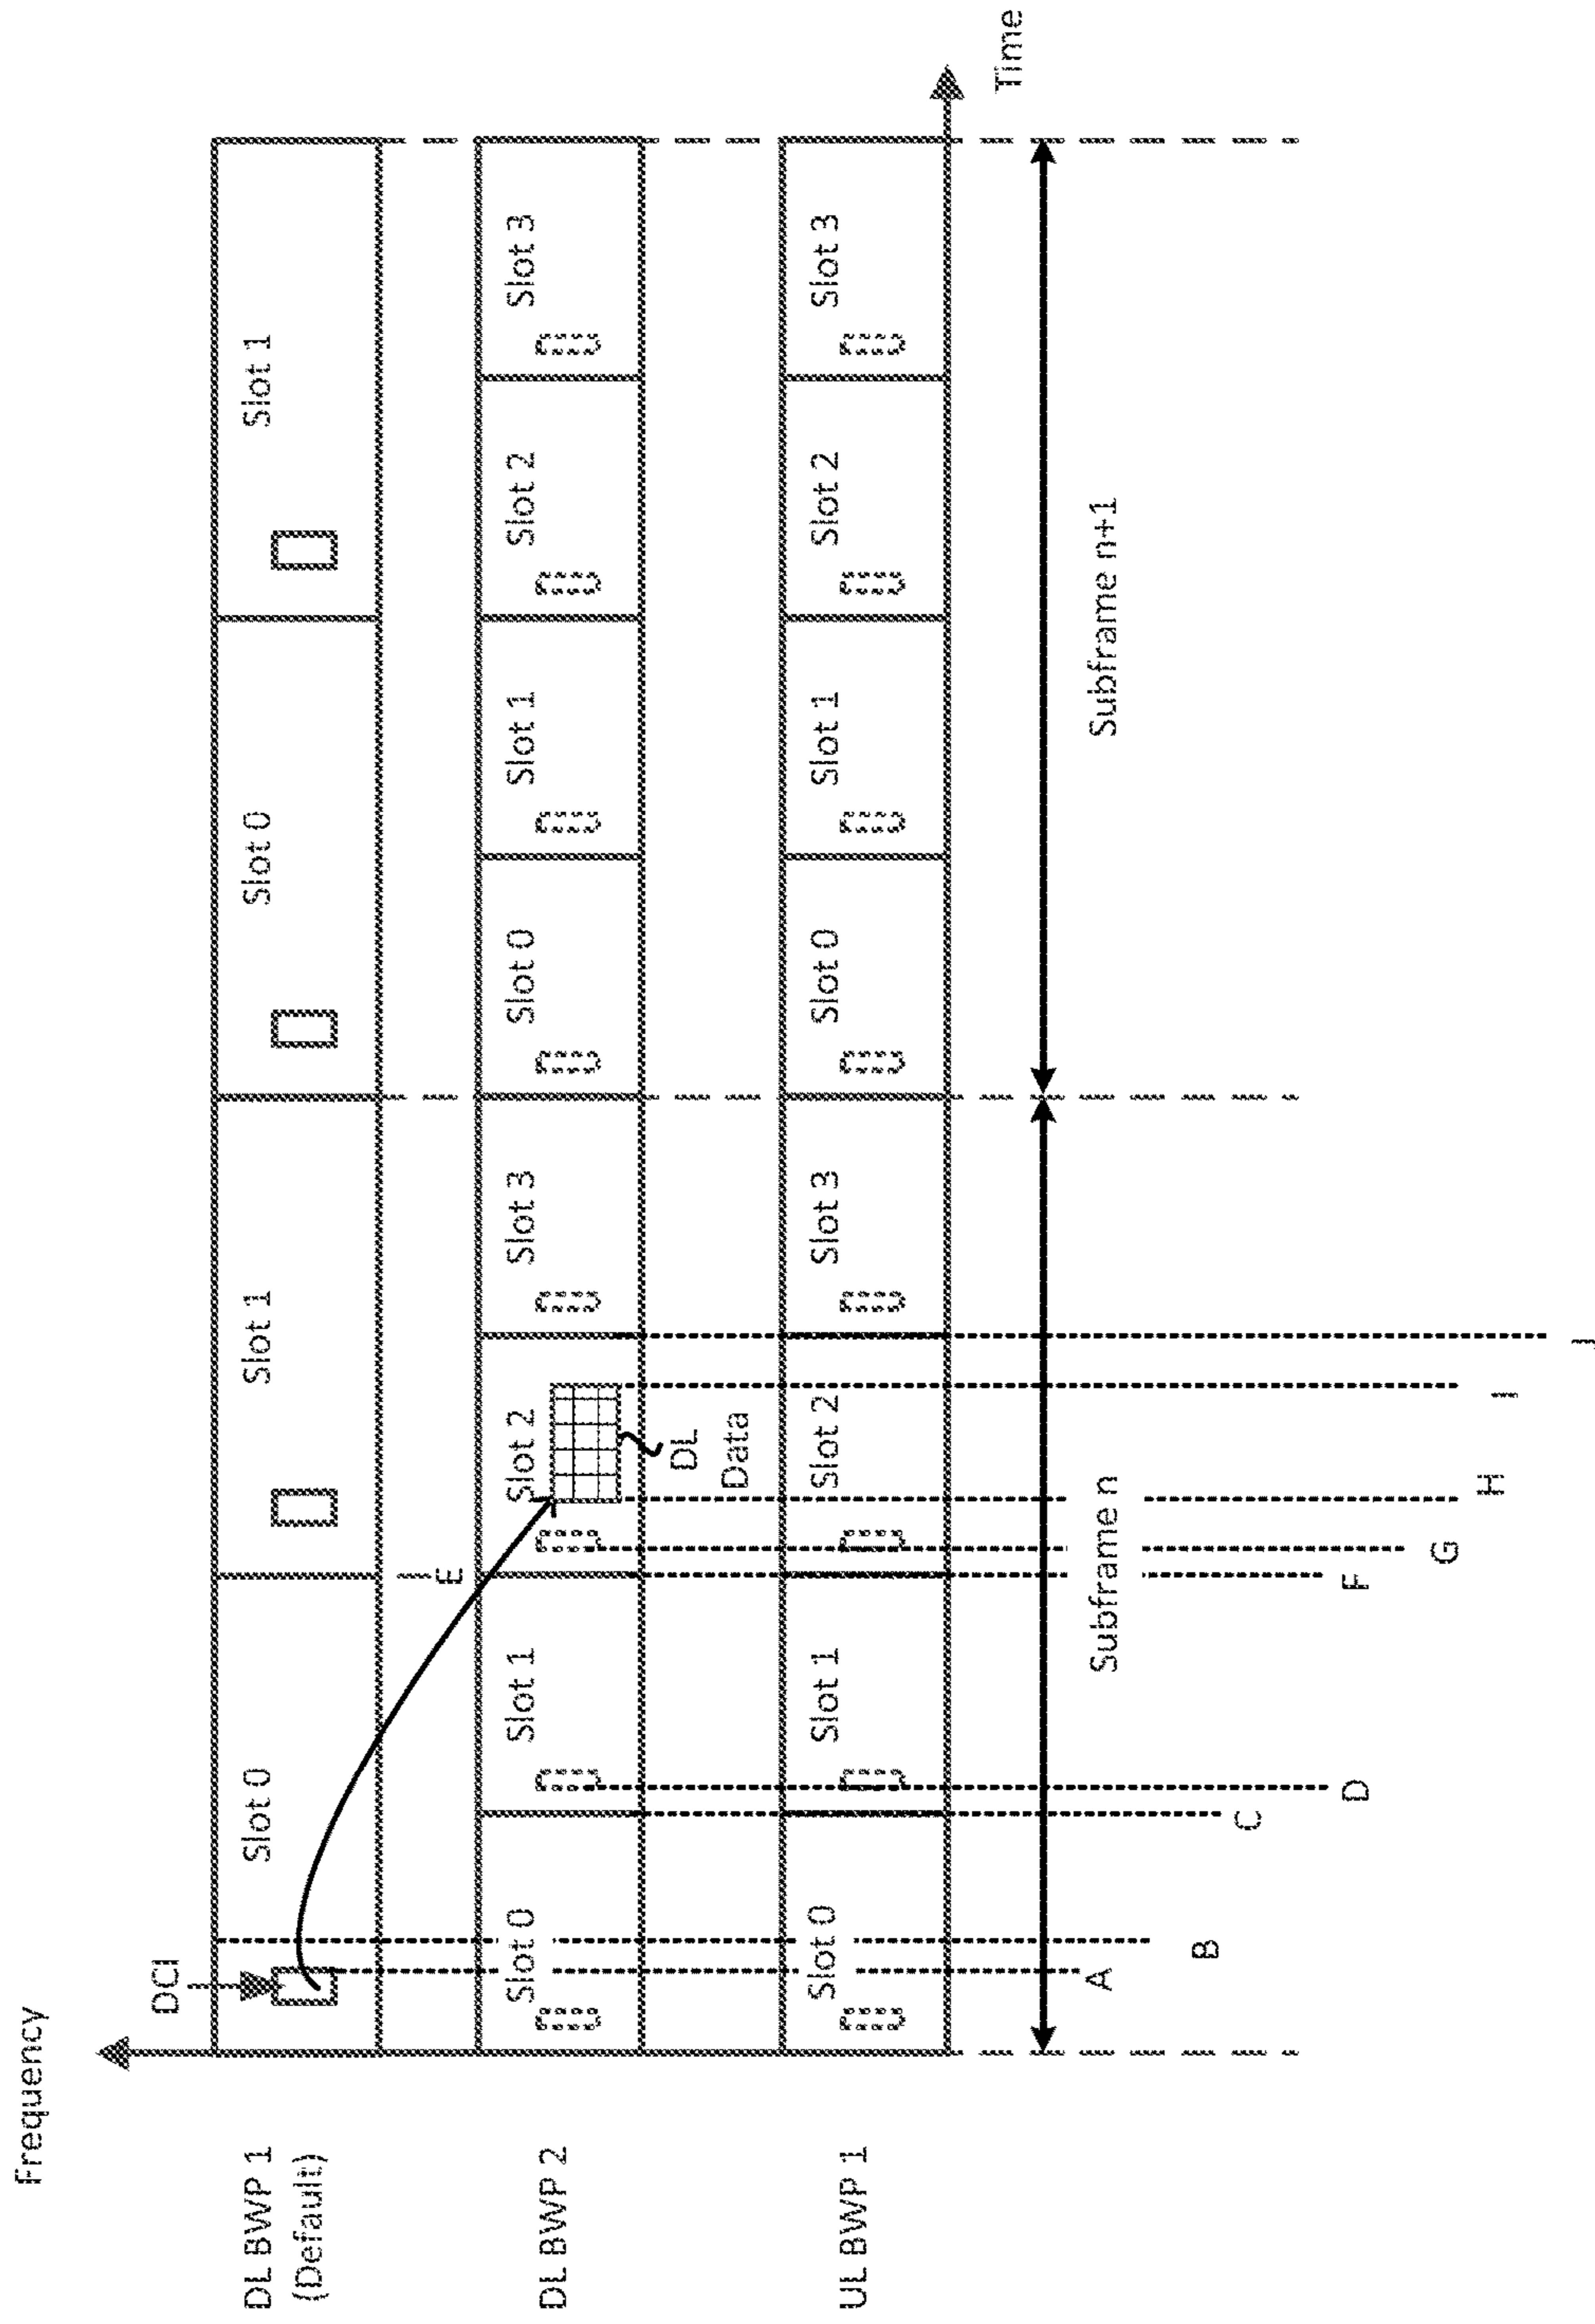 Frequency
DCI
DL BWP 1
(Default)
Slot 0
Slot 1
Slot 0
Slot 1
E
DL BWP 2
Slot 0
Slot 1
Slot 2
Slot 3
Slot 0
Slot 1
Slot 2
Slot 3
DL
Data
UL BWP 1
Slot 0
Slot 1
Slot 2
Slot 3
Slot 0
Slot 1
Slot 2
Slot 3
Time
Subframe n
Subframe n+1
A
B
C
D
F
G
H
I
J